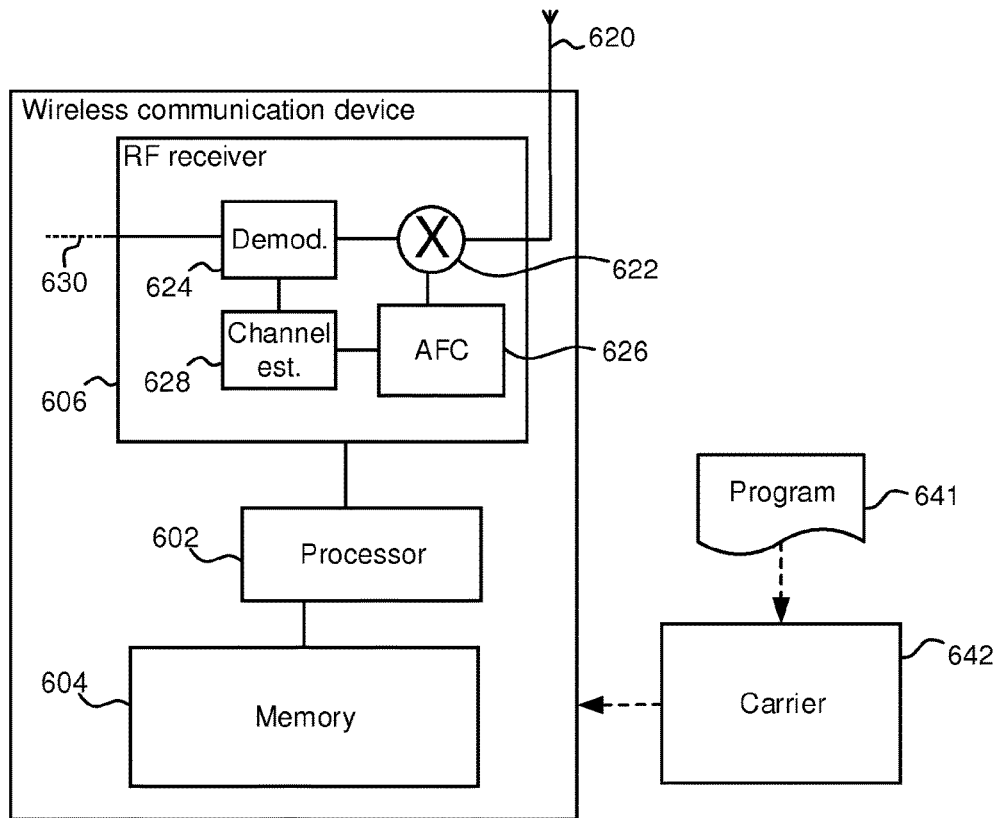 620
Wireless communication device
RF receiver
Demod.
X
630
624
622
Channel
est.
AFC
626
628
606
Program
641
602
Processor
642
604
Memory
Carrier